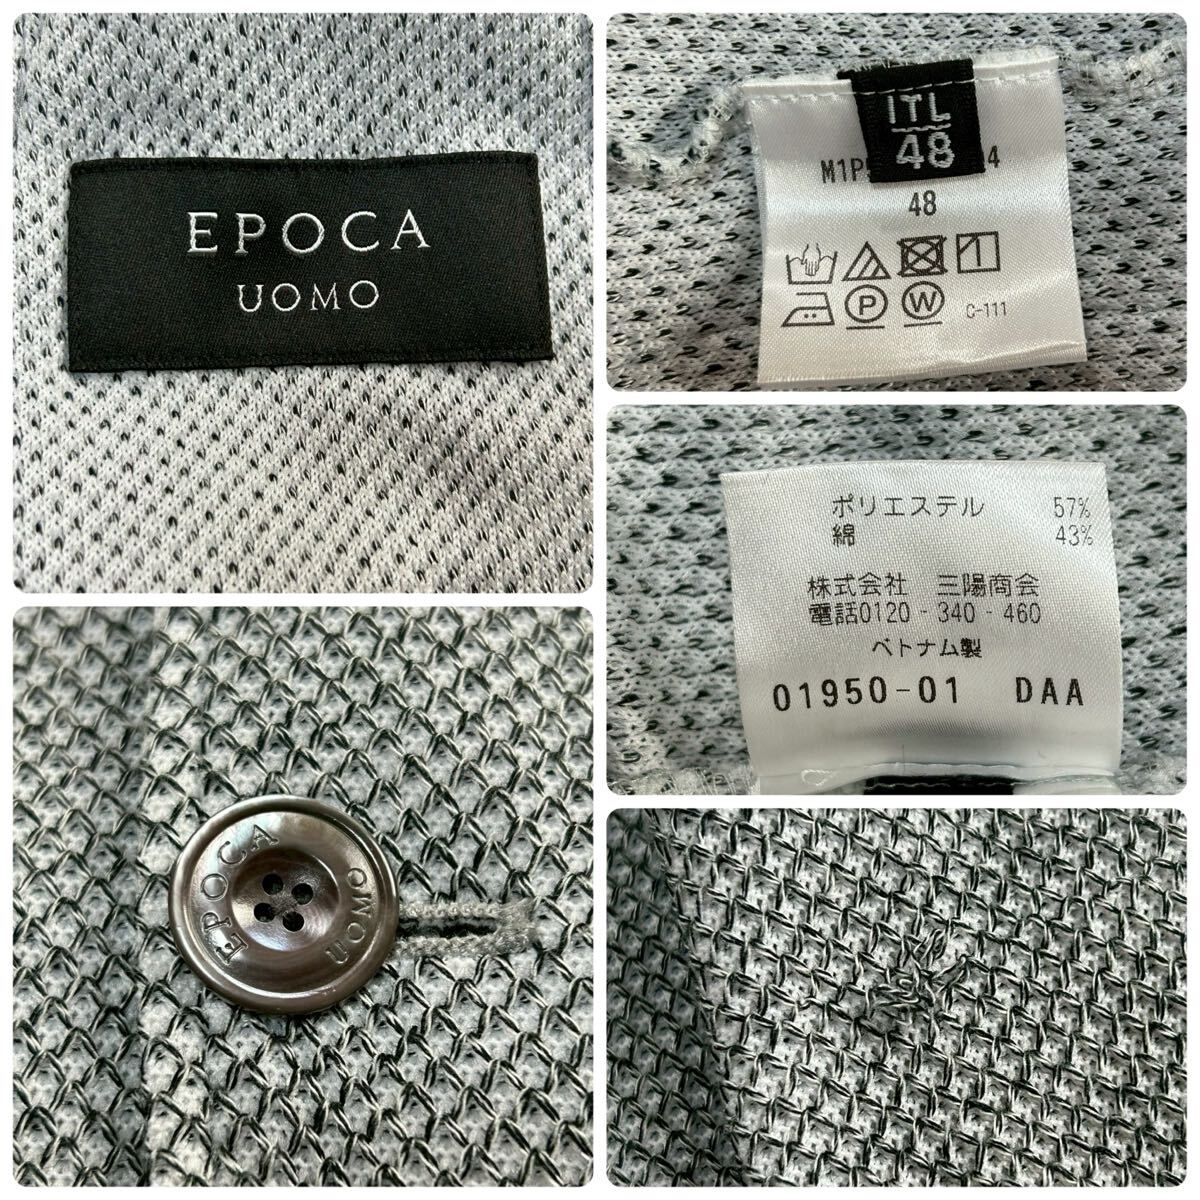 EPOCA
UOMO
ITL
48
48
P
W
C-111
ポリエステル 57%
綿 43%
株式会社 三陽商会
電話0120-340-460
ベトナム製
01950-01 DAA
EPOCA
UOMO